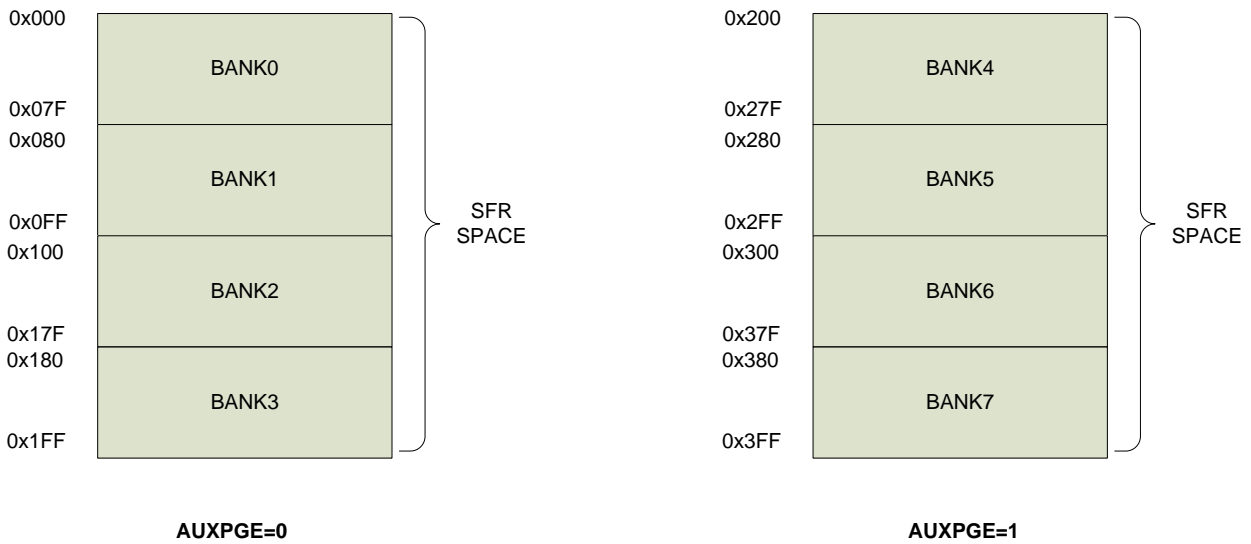 0x000
BANK0
0x07F
0x080
BANK1
0x0FF
0x100
BANK2
0x17F
0x180
BANK3
0x1FF
SFR
SPACE
AUXPGE=0
0x200
BANK4
0x27F
0x280
BANK5
0x2FF
0x300
BANK6
0x37F
0x380
BANK7
0x3FF
SFR
SPACE
AUXPGE=1